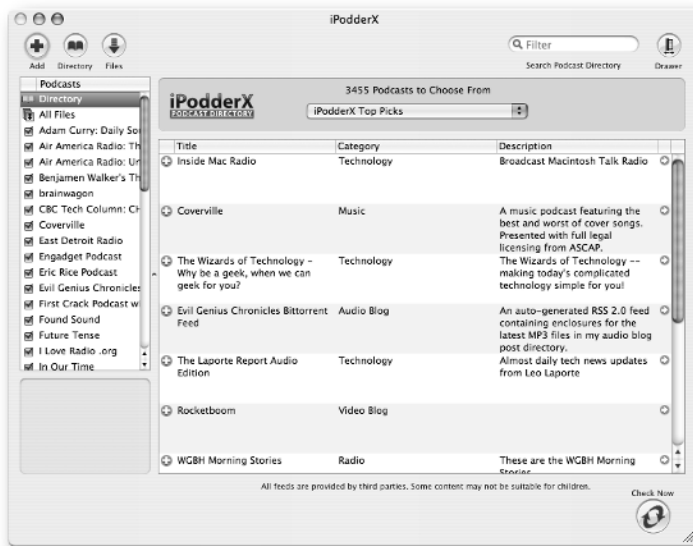 iPodderX
Add Directory Files
Filter
Search Podcast Directory
Drawer
Podcasts
Directory
All Files
Adam Curry: Daily So
Air America Radio: Th
Air America Radio: Un
Benjamen Walker's Th
brainwagon
CBC Tech Column: CH
Coverville
East Detroit Radio
Engadget Podcast
Eric Rice Podcast
Evil Genius Chronicles
First Crack Podcast w
Found Sound
Future Tense
I Love Radio .org
In Our Time
iPodderX
PODCAST DIRECTORY
3455 Podcasts to Choose From
iPodderX Top Picks
Title Category Description
Inside Mac Radio Technology Broadcast Macintosh Talk Radio
Coverville Music A music podcast featuring the
best and worst of cover songs.
Presented with full legal
licensing from ASCAP.
The Wizards of Technology - Technology The Wizards of Technology --
Why be a geek, when we can making today's complicated
geek for you? technology simple for you!
Evil Genius Chronicles Bittorrent Audio Blog An auto-generated RSS 2.0 feed
Feed containing enclosures for the
latest MP3 files in my audio blog
post directory.
The Laporte Report Audio Technology Almost daily tech news updates
Edition from Leo Laporte
Rocketboom Video Blog
WGBH Morning Stories Radio These are the WGBH Morning
Stories
All feeds are provided by third parties. Some content may not be suitable for children.
Check Now